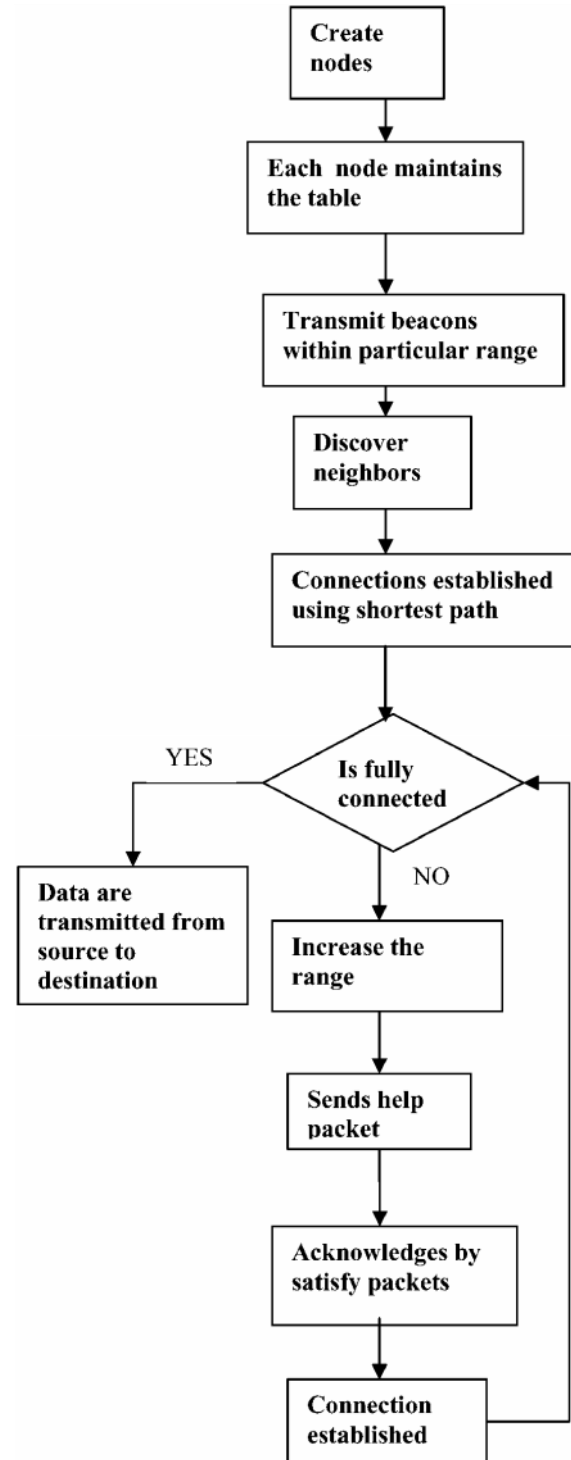 Create
nodes
Each node maintains
the table
Transmit beacons
within particular range
Discover
neighbors
Connections established
using shortest path
YES
Is fully
connected
NO
Data are
transmitted from
source to
destination
Increase the
range
Sends help
packet
Acknowledges by
satisfy packets
Connection
established